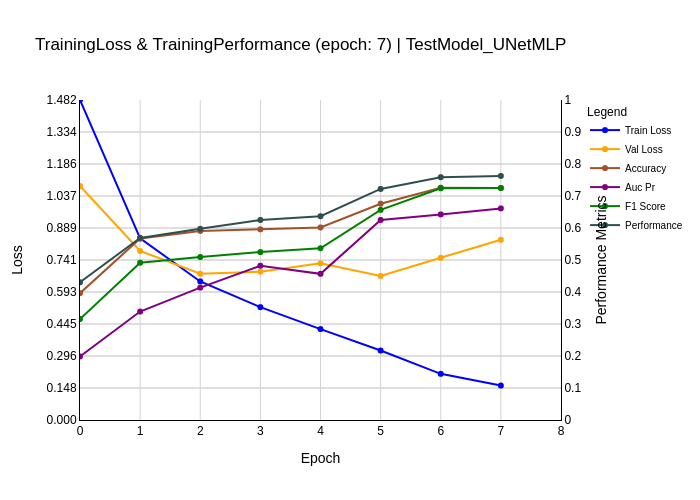 TrainingLoss & TrainingPerformance (epoch: 7) | TestModel_UNetMLP
1.482
1.334
1.186
1.037
0.889
0.741
0.593
0.445
0.296
0.148
0.000
Loss
0 1 2 3 4 5 6 7 8
Epoch
1
0.9
0.8
0.7
0.6
0.5
0.4
0.3
0.2
0.1
0
Performance Metrics
Legend
Train Loss
Val Loss
Accuracy
Auc Pr
F1 Score
Performance